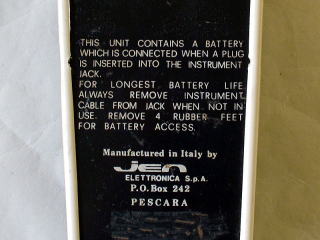 THIS UNIT CONTAINS A BATTERY
WHICH IS CONNECTED WHEN A PLUG
IS INSERTED INTO THE INSTRUMENT
JACK.
FOR LONGEST BATTERY LIFE
ALWAYS REMOVE INSTRUMENT
CABLE FROM JACK WHEN NOT IN
USE. REMOVE 4 RUBBER FEET
FOR BATTERY ACCESS.
Manufactured in Italy by
jen
ELETTRONICA S.p.A.
P.O.Box 242
PESCARA